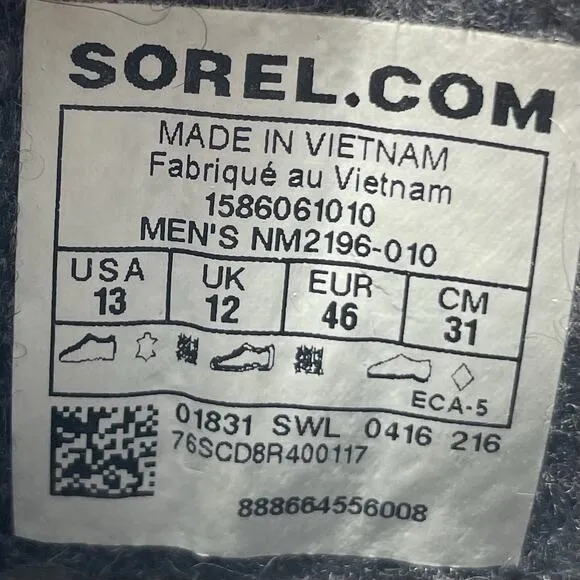 SOREL.COM
MADE IN VIETNAM
Fabriqué au Vietnam
1586061010
MEN'S NM2196-010
USA UK EUR CM
13 12 46 31
ECA-5
01831 SWL 0416 216
76SCD8R400117
888664556008